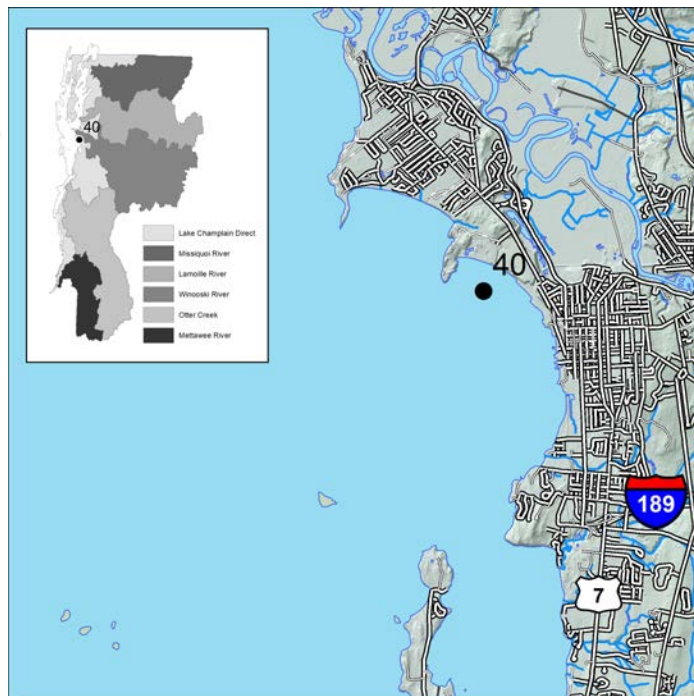 40
Lake Champlain Direct
Missiquoi River
Lamoille River
Winooski River
Otter Creek
Mettawee River
40
189
7